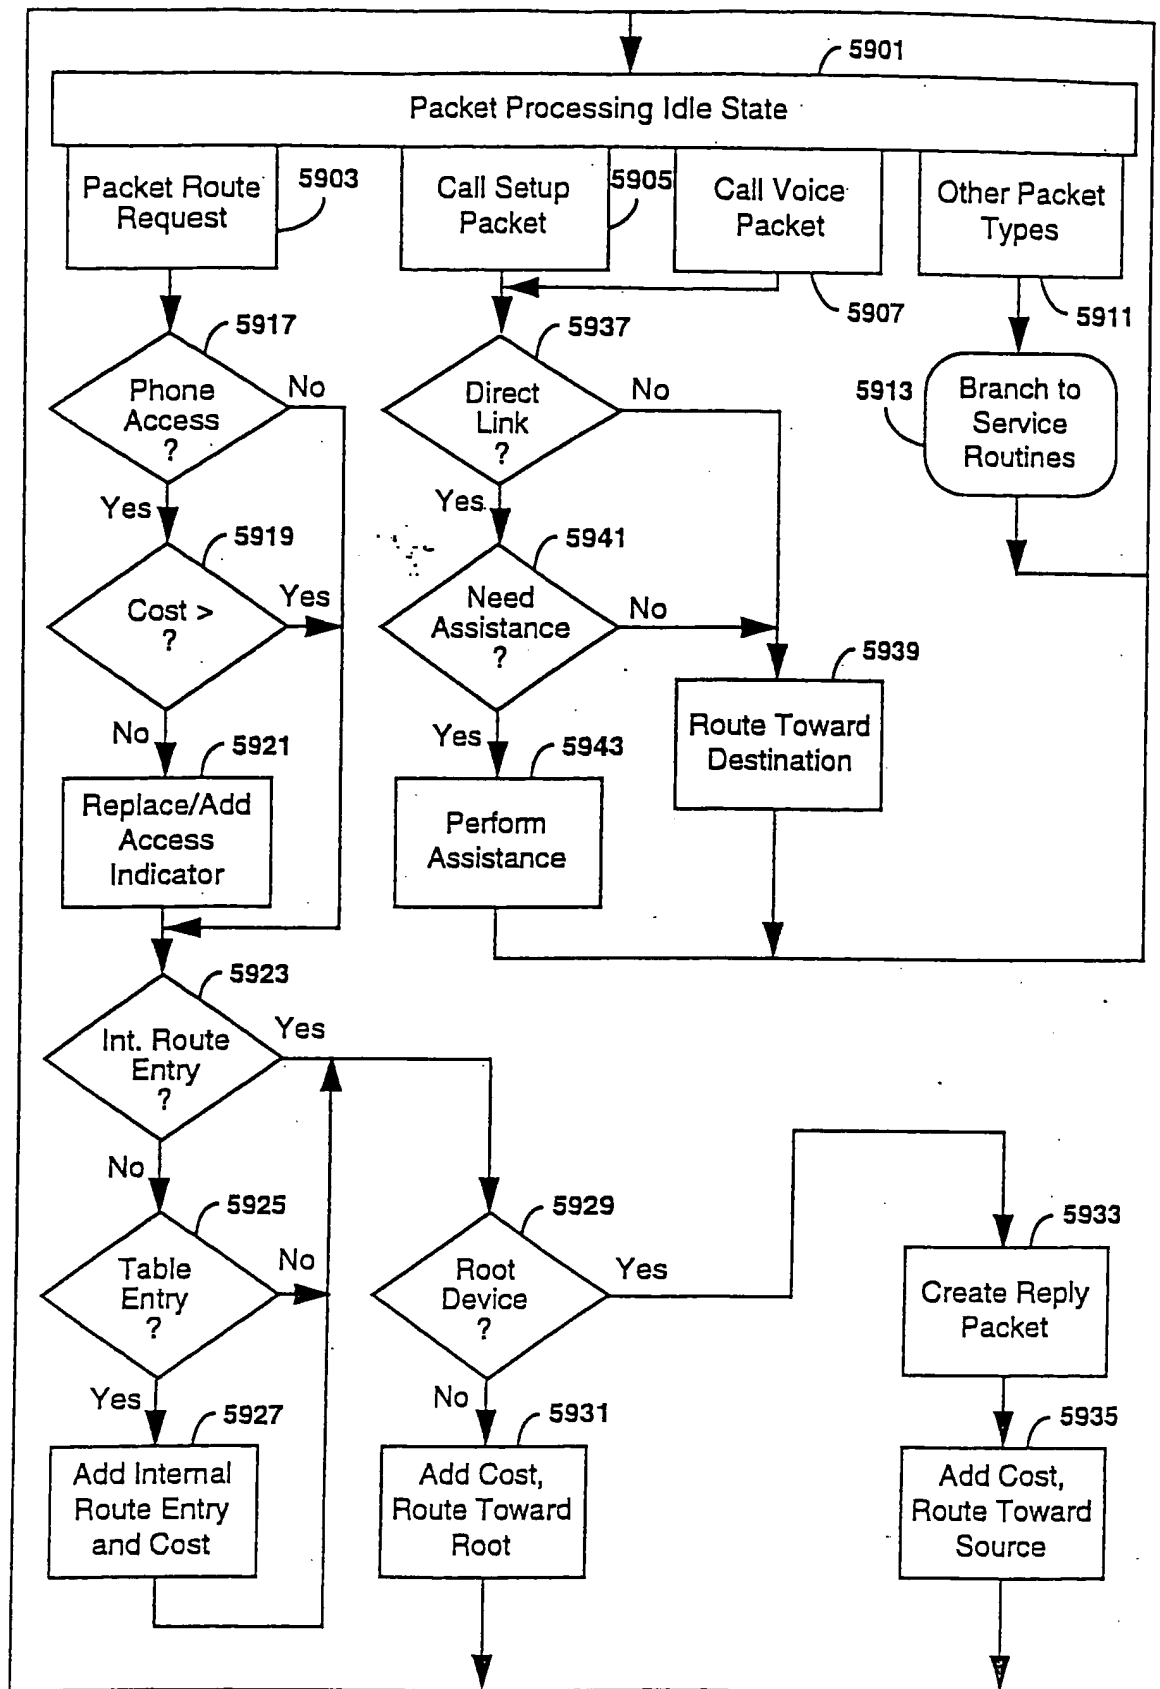 5901
Packet Processing Idle State
Packet Route
Request
5903
Call Setup
Packet
5905
Call Voice
Packet
5907
Other Packet
Types
5911
5917
Phone
Access
?
No
Yes
5937
Direct
Link
?
No
Yes
5913
Branch to
Service
Routines
5919
Cost >
?
Yes
No
5941
Need
Assistance
?
No
Yes
5939
Route Toward
Destination
5921
Replace/Add
Access
Indicator
5943
Perform
Assistance
5923
Int. Route
Entry
?
Yes
No
5925
Table
Entry
?
No
Yes
5929
Root
Device
?
Yes
No
5933
Create Reply
Packet
5927
Add Internal
Route Entry
and Cost
5931
Add Cost,
Route Toward
Root
5935
Add Cost,
Route Toward
Source